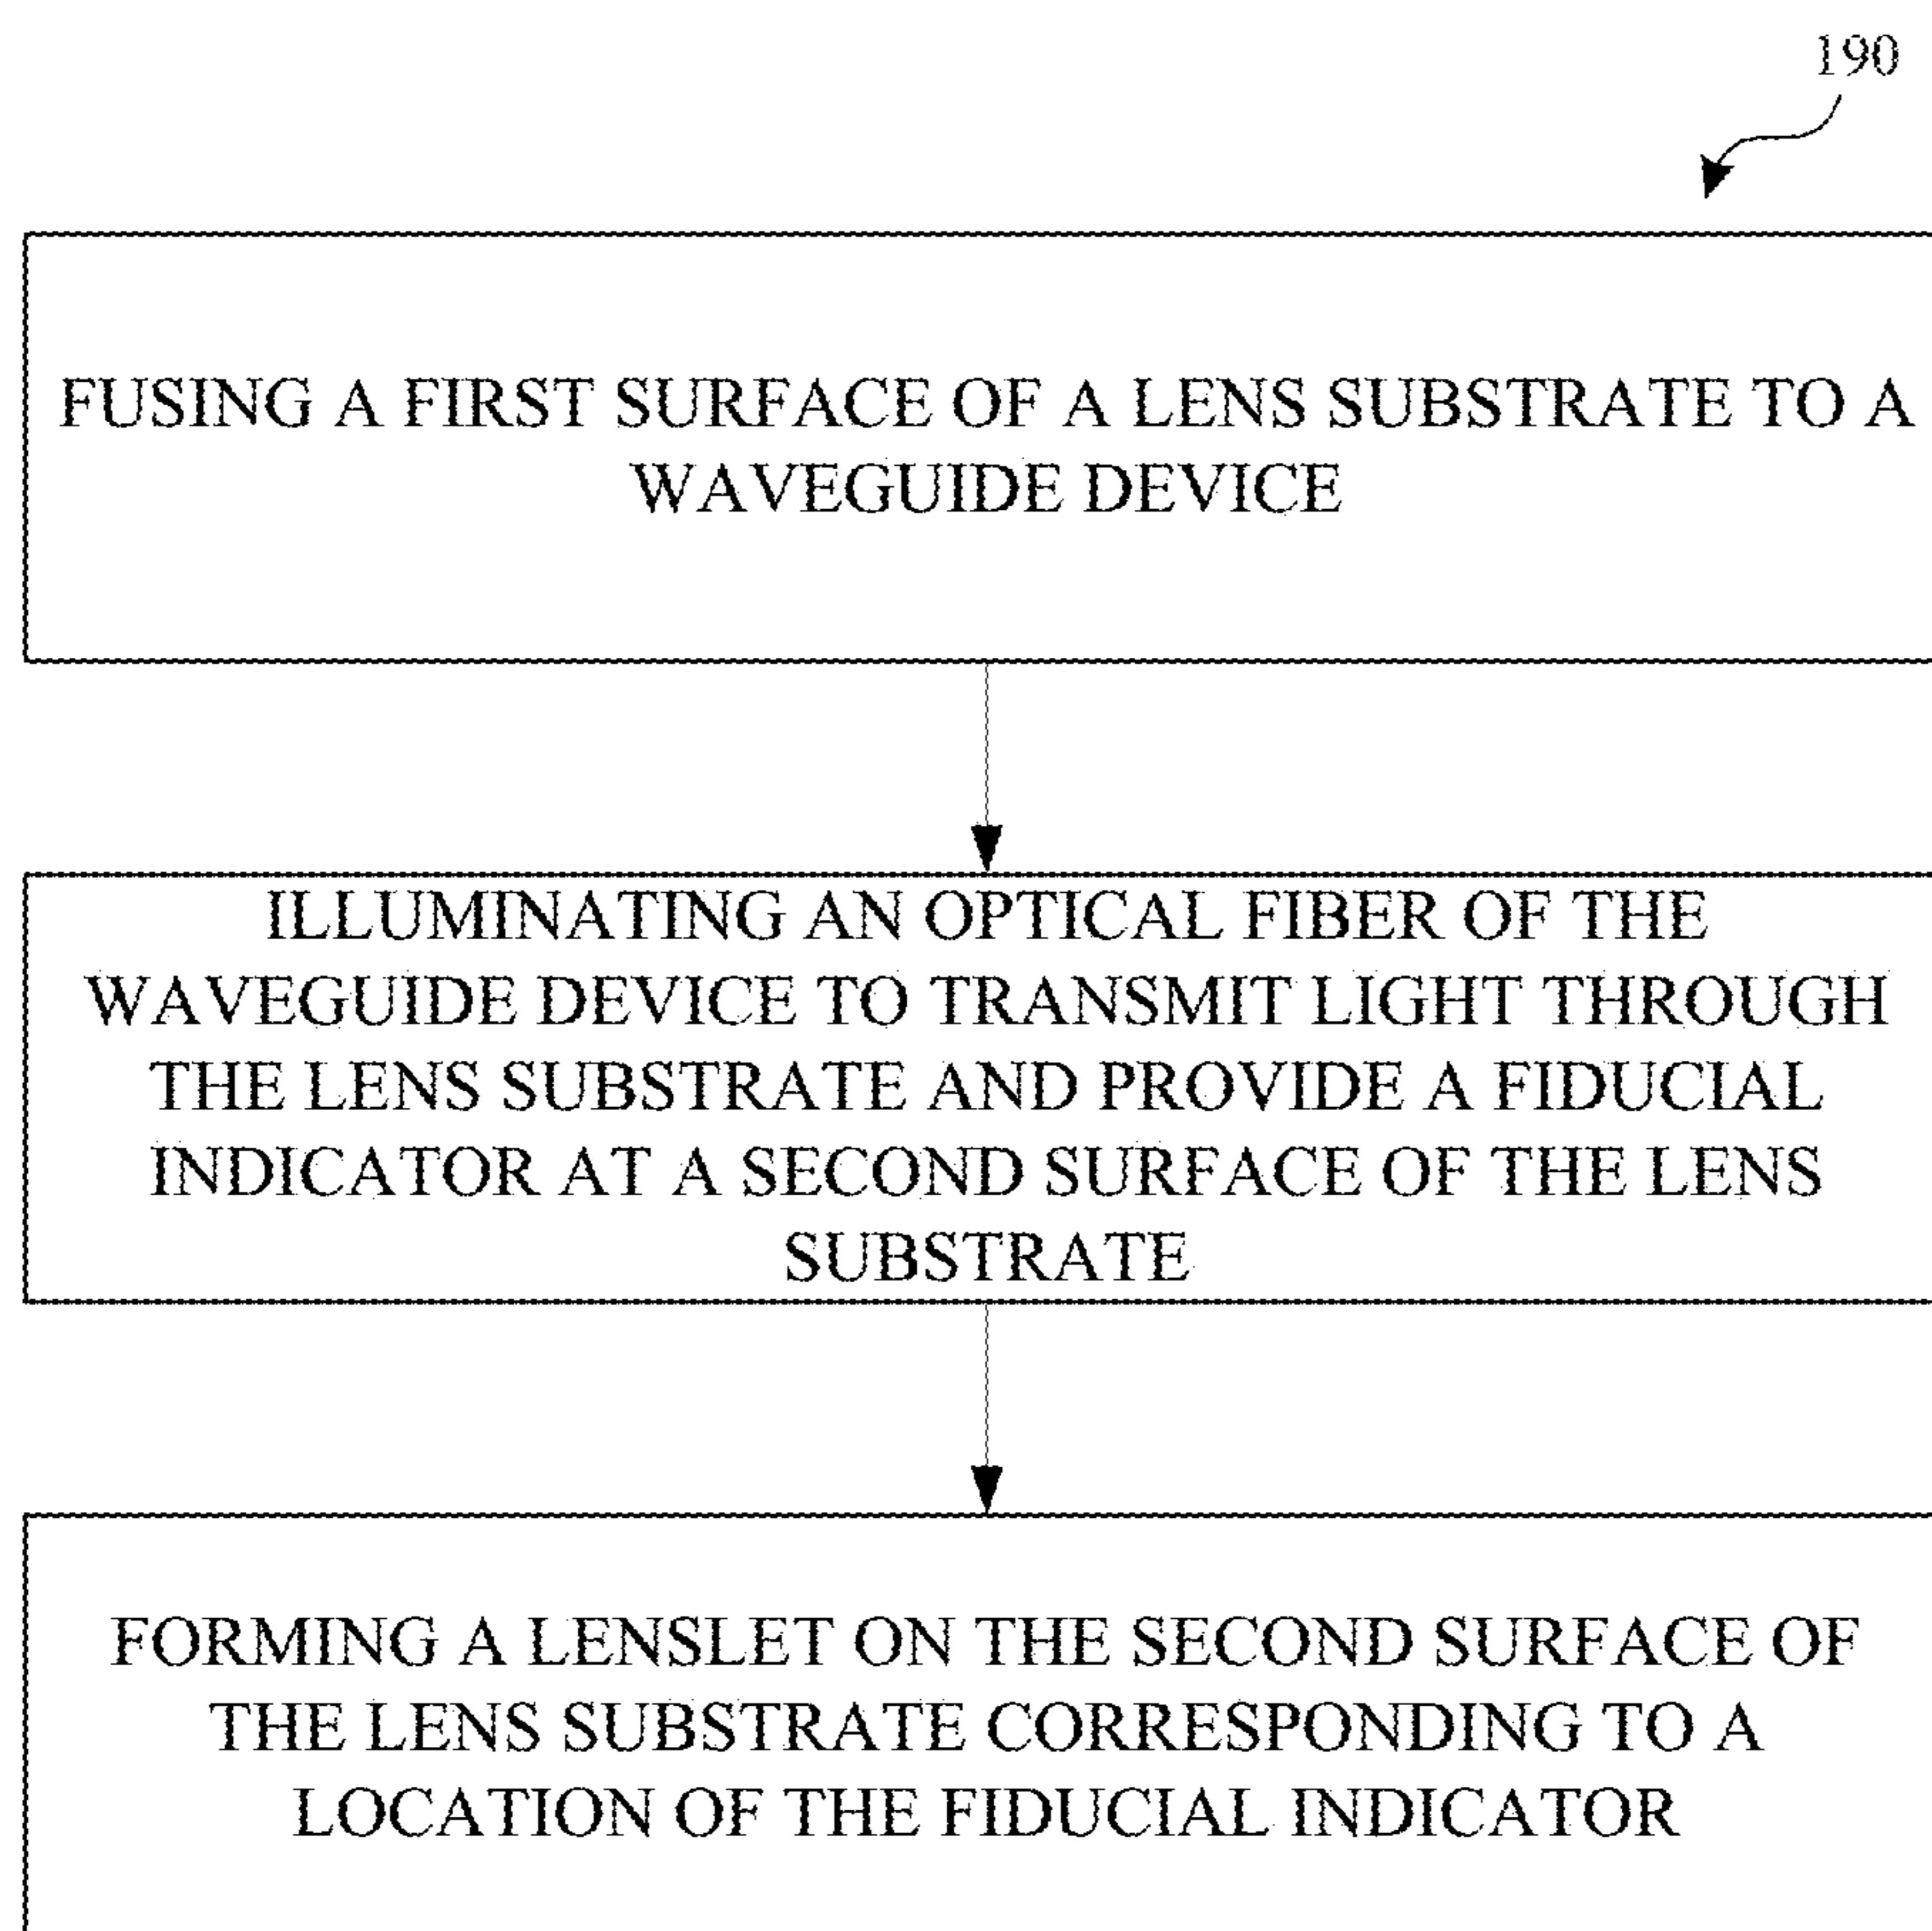 190
FUSING A FIRST SURFACE OF A LENS SUBSTRATE TO A
WAVEGUIDE DEVICE
ILLUMINATING AN OPTICAL FIBER OF THE
WAVEGUIDE DEVICE TO TRANSMIT LIGHT THROUGH
THE LENS SUBSTRATE AND PROVIDE A FIDUCIAL
INDICATOR AT A SECOND SURFACE OF THE LENS
SUBSTRATE
FORMING A LENSLET ON THE SECOND SURFACE OF
THE LENS SUBSTRATE CORRESPONDING TO A
LOCATION OF THE FIDUCIAL INDICATOR